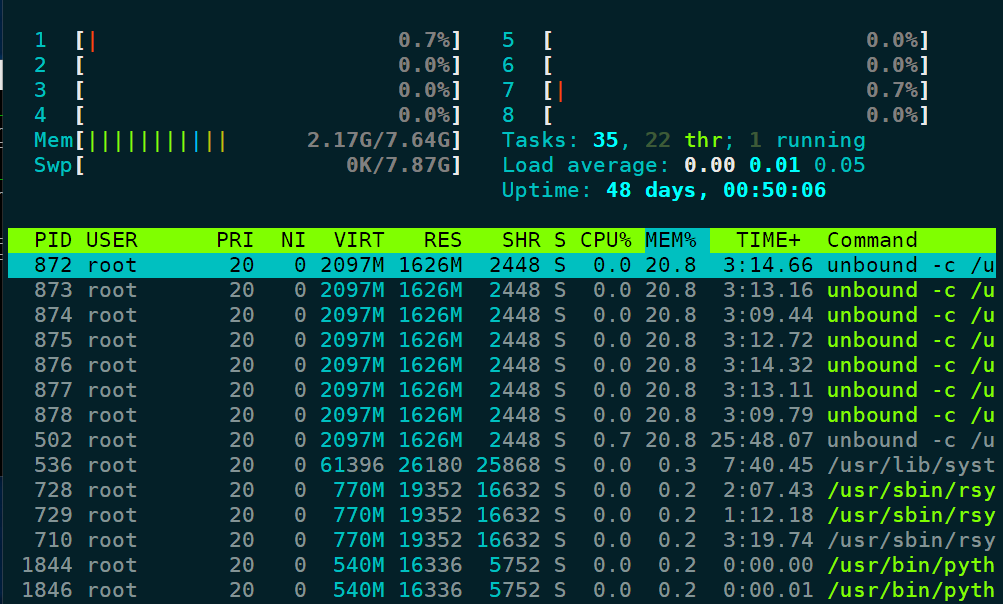 1 [| 0.7%] 5 [ 0.0%]
2 [ 0.0%] 6 [ 0.0%]
3 [ 0.0%] 7 [| 0.7%]
4 [ 0.0%] 8 [ 0.0%]
Mem[||||||||||| 2.17G/7.64G] Tasks: 35, 22 thr; 1 running
Swp[ 0K/7.87G] Load average: 0.00 0.01 0.05
Uptime: 48 days, 00:50:06
PID USER PRI NI VIRT RES SHR S CPU% MEM% TIME+ Command
872 root 20 0 2097M 1626M 2448 S 0.0 20.8 3:14.66 unbound -c /u
873 root 20 0 2097M 1626M 2448 S 0.0 20.8 3:13.16 unbound -c /u
874 root 20 0 2097M 1626M 2448 S 0.0 20.8 3:09.44 unbound -c /u
875 root 20 0 2097M 1626M 2448 S 0.0 20.8 3:12.72 unbound -c /u
876 root 20 0 2097M 1626M 2448 S 0.0 20.8 3:14.32 unbound -c /u
877 root 20 0 2097M 1626M 2448 S 0.0 20.8 3:13.11 unbound -c /u
878 root 20 0 2097M 1626M 2448 S 0.0 20.8 3:09.79 unbound -c /u
502 root 20 0 2097M 1626M 2448 S 0.7 20.8 25:48.07 unbound -c /u
536 root 20 0 61396 26180 25868 S 0.0 0.3 7:40.45 /usr/lib/syst
728 root 20 0 770M 19352 16632 S 0.0 0.2 2:07.43 /usr/sbin/rsy
729 root 20 0 770M 19352 16632 S 0.0 0.2 1:12.18 /usr/sbin/rsy
710 root 20 0 770M 19352 16632 S 0.0 0.2 3:19.74 /usr/sbin/rsy
1844 root 20 0 540M 16336 5752 S 0.0 0.2 0:00.00 /usr/bin/pyth
1846 root 20 0 540M 16336 5752 S 0.0 0.2 0:00.01 /usr/bin/pyth